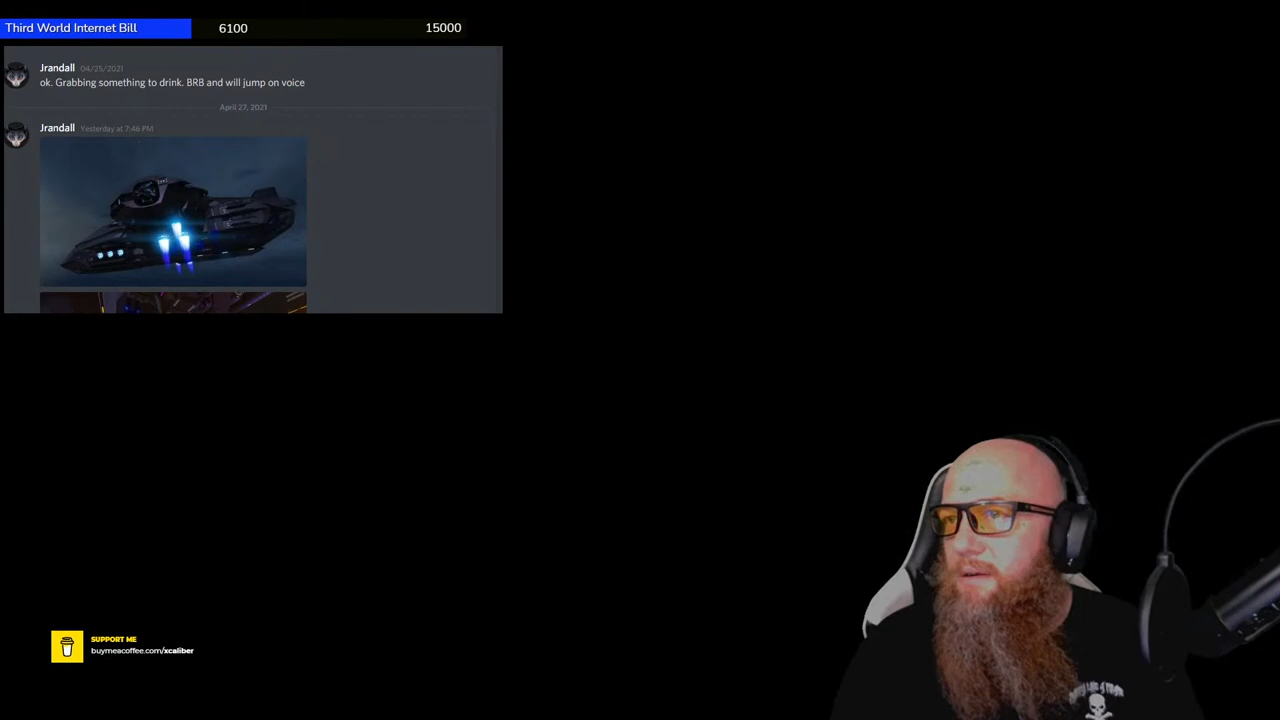 Third World Internet Bill 6100 15000
Jrandall 04/25/2021
ok. Grabbing something to drink. BRB and will jump on voice
April 27, 2021
Jrandall Yesterday at 7:46 PM
SUPPORT ME
buymeacoffee.com/xcaliber